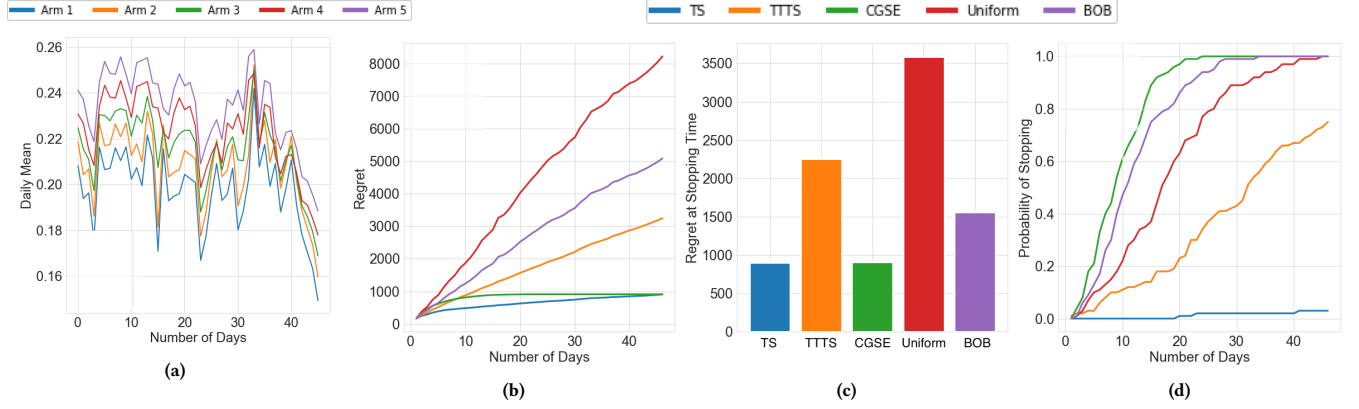 Arm 1 Arm 2 Arm 3 Arm 4 Arm 5
TS TTTS CGSE Uniform BOB
Daily Mean
0.26
0.24
0.22
0.20
0.18
0.16
0 10 20 30 40
Number of Days
(a)
Regret
8000
7000
6000
5000
4000
3000
2000
1000
0
0 10 20 30 40
Number of Days
(b)
Regret at Stopping Time
3500
3000
2500
2000
1500
1000
500
0
TS TTTS CGSE Uniform BOB
(c)
Probability of Stopping
1.0
0.8
0.6
0.4
0.2
0.0
0 10 20 30 40
Number of Days
(d)